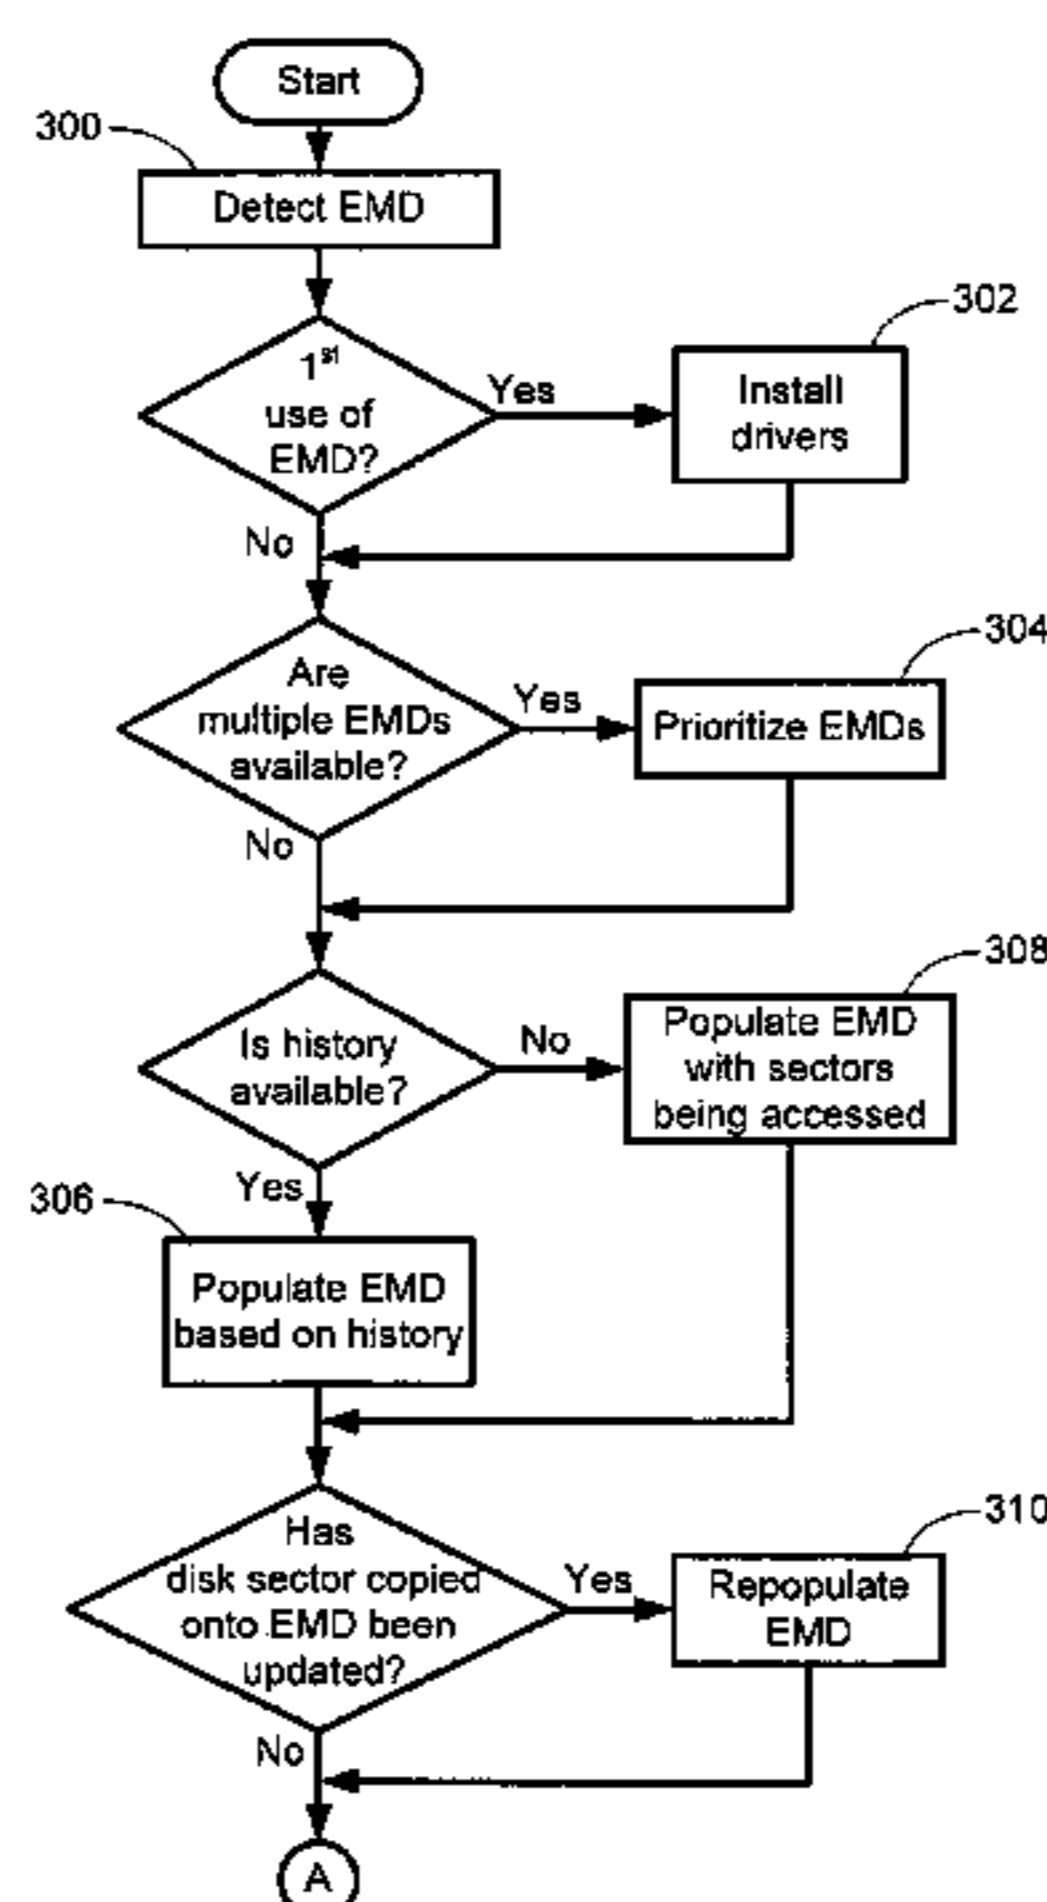 Start
300
Detect EMD
302
1st
use of
EMD?
Yes
Install
drivers
No
304
Are
multiple EMDs
available?
Yes
Prioritize EMDs
No
308
Is history
available?
No
Populate EMD
with sectors
being accessed
Yes
306
Populate EMD
based on history
310
Has
disk sector copied
onto EMD been
updated?
Yes
Repopulate
EMD
No
A